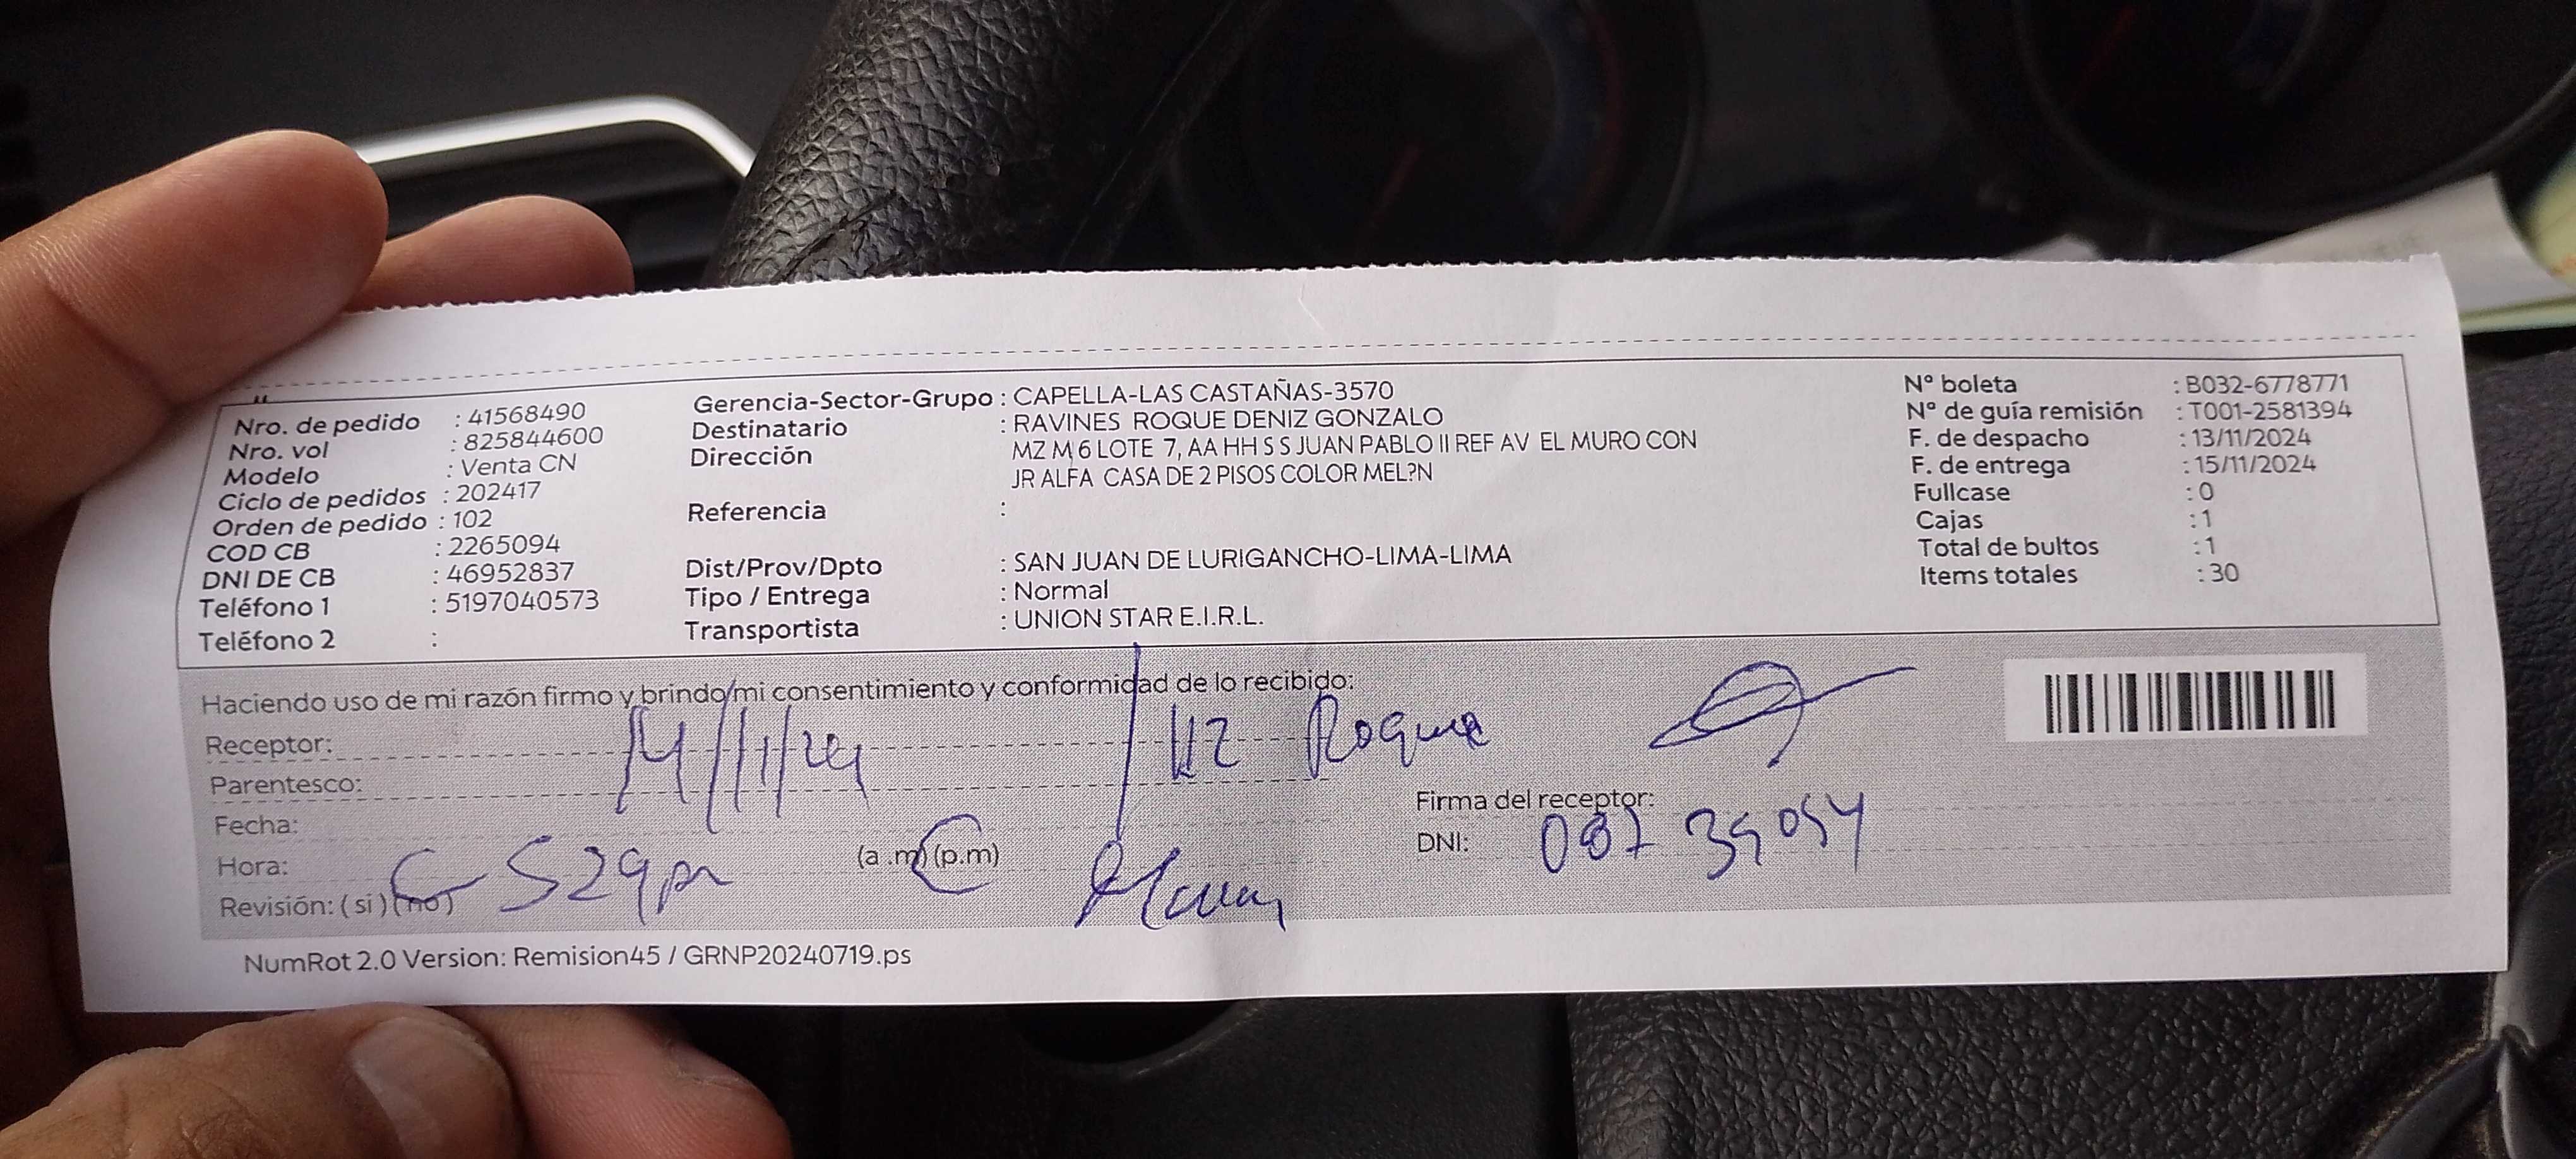 Nro. de pedido : 41568490
Nro. vol : 825844600
Modelo : Venta CN
Ciclo de pedidos : 202417
Orden de pedido : 102
COD CB : 2265094
DNI DE CB : 46952837
Teléfono 1 : 5197040573
Teléfono 2 :
Gerencia-Sector-Grupo : CAPELLA-LAS CASTAÑAS-3570
Destinatario : RAVINES ROQUE DENIZ GONZALO
Dirección MZ M 6 LOTE 7, AA HH S S JUAN PABLO II REF AV EL MURO CON
JR ALFA CASA DE 2 PISOS COLOR MEL?N
Referencia :
Dist/Prov/Dpto : SAN JUAN DE LURIGANCHO-LIMA-LIMA
Tipo / Entrega : Normal
Transportista : UNION STAR E.I.R.L.
N° boleta : B032-6778771
N° de guía remisión : T001-2581394
F. de despacho : 13/11/2024
F. de entrega : 15/11/2024
Fullcase : 0
Cajas : 1
Total de bultos : 1
Items totales : 30
Haciendo uso de mi razón firmo y brindo mi consentimiento y conformidad de lo recibido:
Receptor: 14/11/24 Roque
Parentesco:
Fecha:
Hora: 529pm (a .m) (p.m)
Revisión: ( si ) (no)
Firma del receptor:
DNI:
NumRot 2.0 Version: Remision45 / GRNP20240719.ps